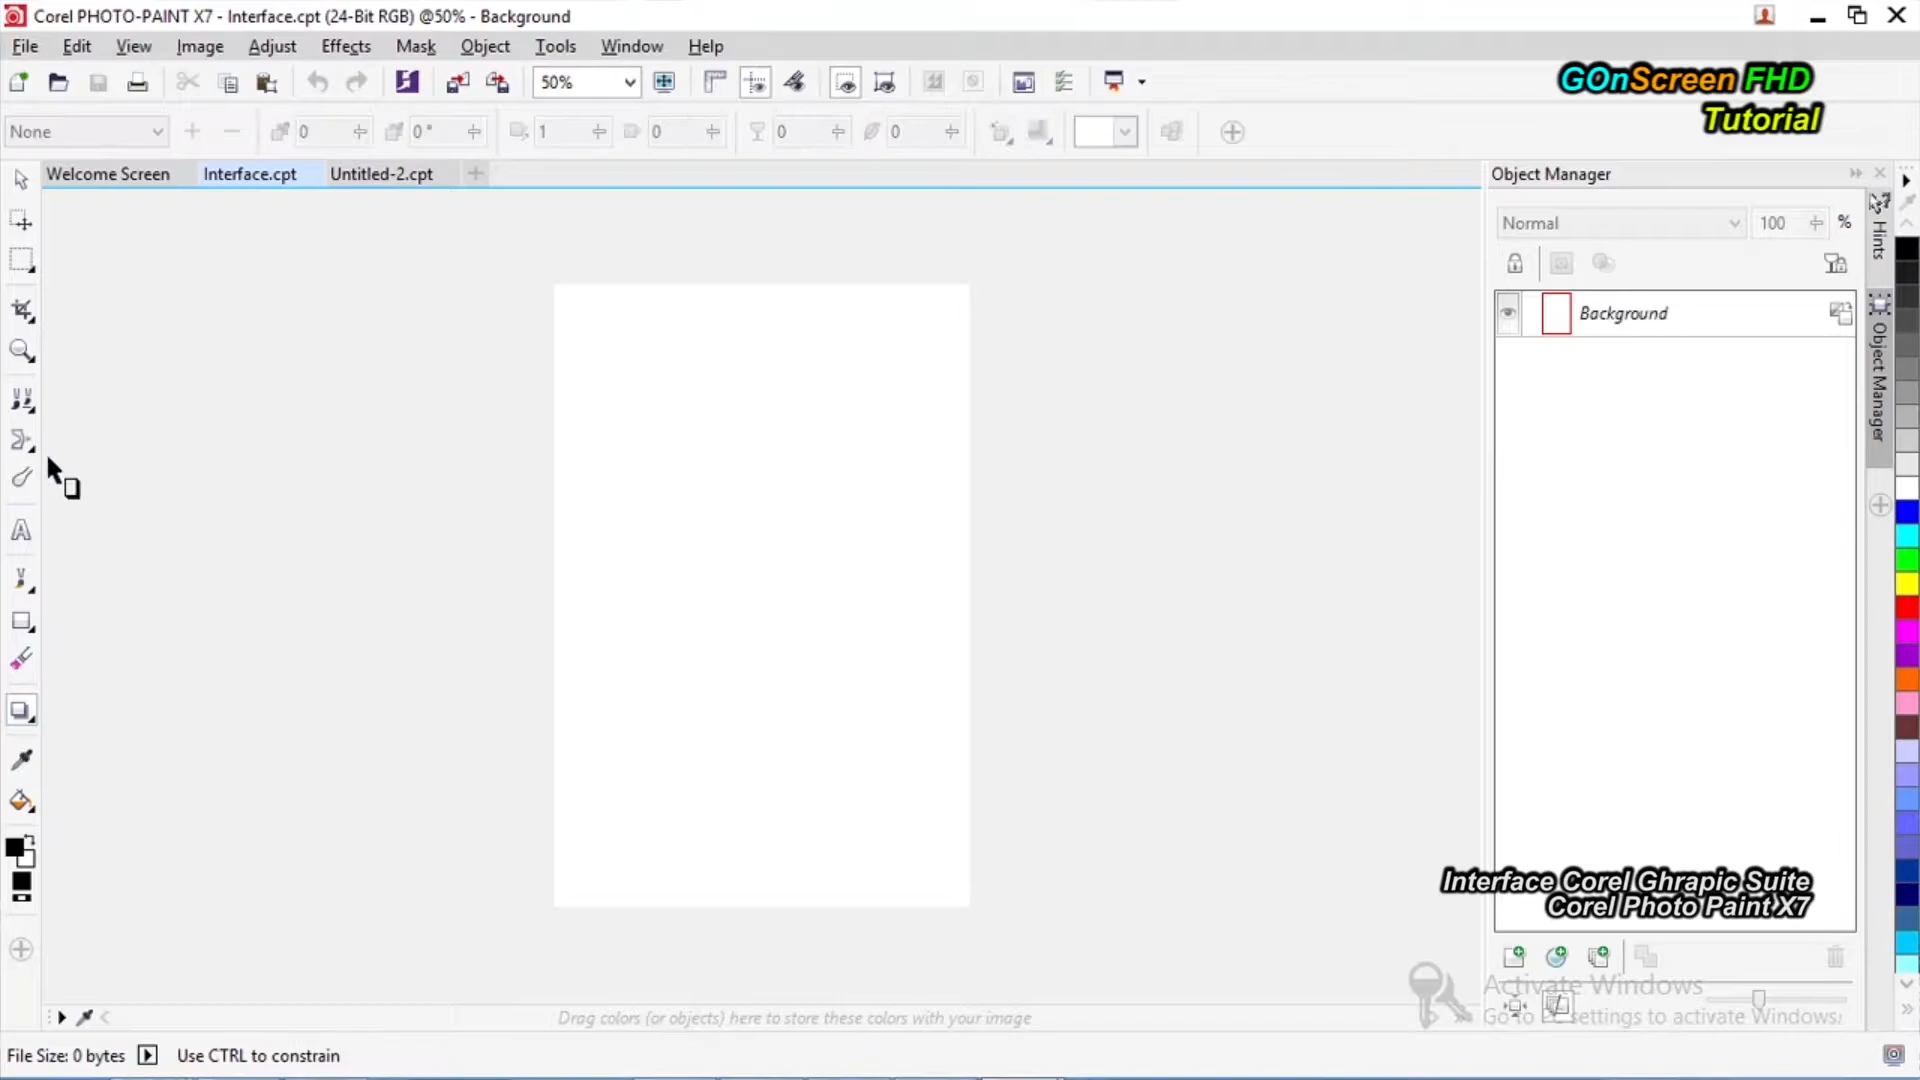 Corel PHOTO-PAINT X7 - Interface.cpt (24-Bit RGB) @50% - Background
File Edit View Image Adjust Effects Mask Object Tools Window Help
50%
GOnScreen FHD
Tutorial
None 0 0 ° 1 0 0 0
Welcome Screen Interface.cpt Untitled-2.cpt
Object Manager
Normal 100 %
Hints
Background
Object Manager
Interface Corel Ghrapic Suite
Corel Photo Paint X7
Activate Windows
Go to PC settings to activate Windows.
Drag colors (or objects) here to store these colors with your image
File Size: 0 bytes Use CTRL to constrain